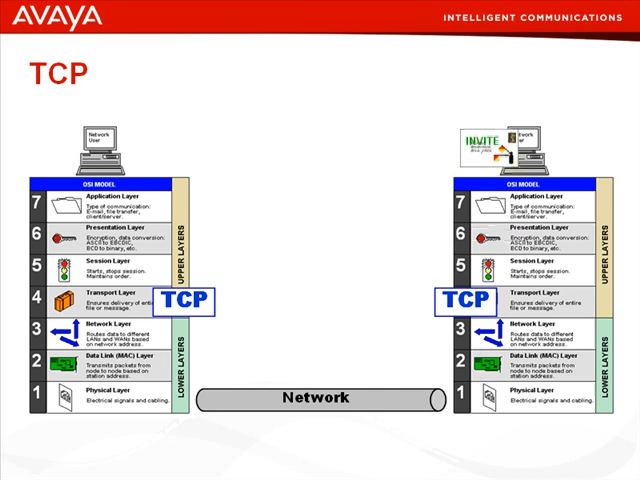 AVAYA
INTELLIGENT COMMUNICATIONS
TCP
Network
User
OSI MODEL
7
Application Layer
Type of communication:
E-mail, file transfer,
client/server.
6
Presentation Layer
Encryption, data conversion:
ASCII to EBCDIC,
BCD to binary, etc.
5
Session Layer
Starts, stops session.
Maintains order.
4
Transport Layer
Ensures delivery of entire
file or message.
3
Network Layer
Routes data to different
LANs and WANs based
on network address.
2
Data Link (MAC) Layer
Transmits packets from
node to node based on
station address.
1
Physical Layer
Electrical signals and cabling.
UPPER LAYERS
LOWER LAYERS
TCP
Network
INVITE
OSI MODEL
7
Application Layer
Type of communication:
E-mail, file transfer,
client/server.
6
Presentation Layer
Encryption, data conversion:
ASCII to EBCDIC,
BCD to binary, etc.
5
Session Layer
Starts, stops session.
Maintains order.
4
Transport Layer
Ensures delivery of entire
file or message.
3
Network Layer
Routes data to different
LANs and WANs based
on network address.
2
Data Link (MAC) Layer
Transmits packets from
node to node based on
station address.
1
Physical Layer
Electrical signals and cabling.
UPPER LAYERS
LOWER LAYERS
TCP